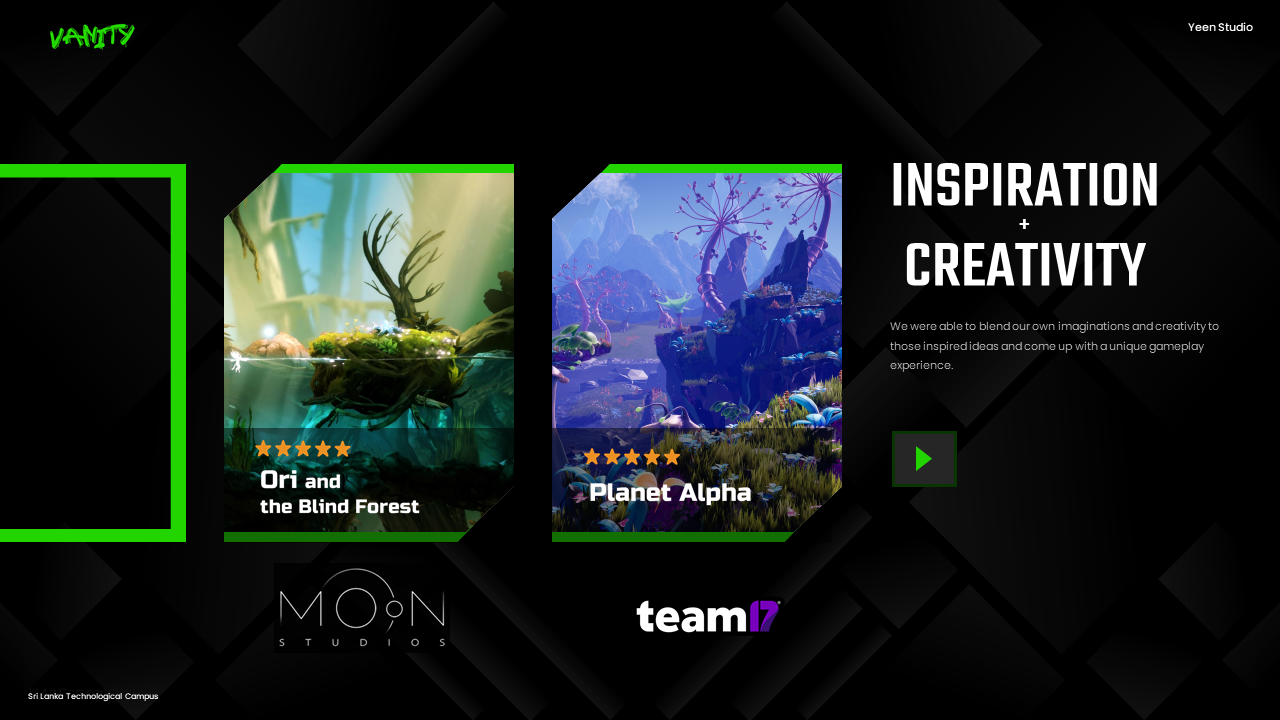 VANITY
Yeen Studio
INSPIRATION
+
CREATIVITY
We were able to blend our own imaginations and creativity to
those inspired ideas and come up with a unique gameplay
experience.
Ori and
the Blind Forest
Planet Alpha
MOON
STUDIOS
team17
Sri Lanka Technological Campus